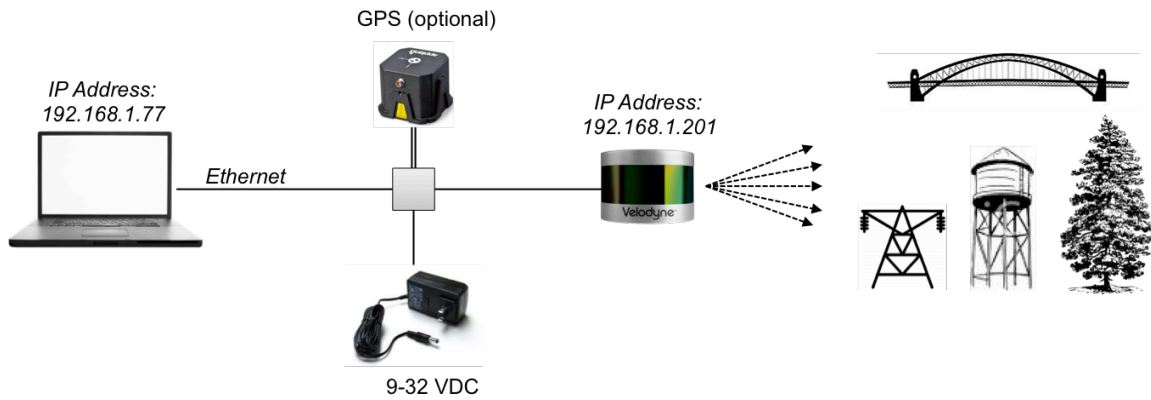 GPS (optional)
IP Address:
192.168.1.77
IP Address:
192.168.1.201
Ethernet
Velodyne
9-32 VDC